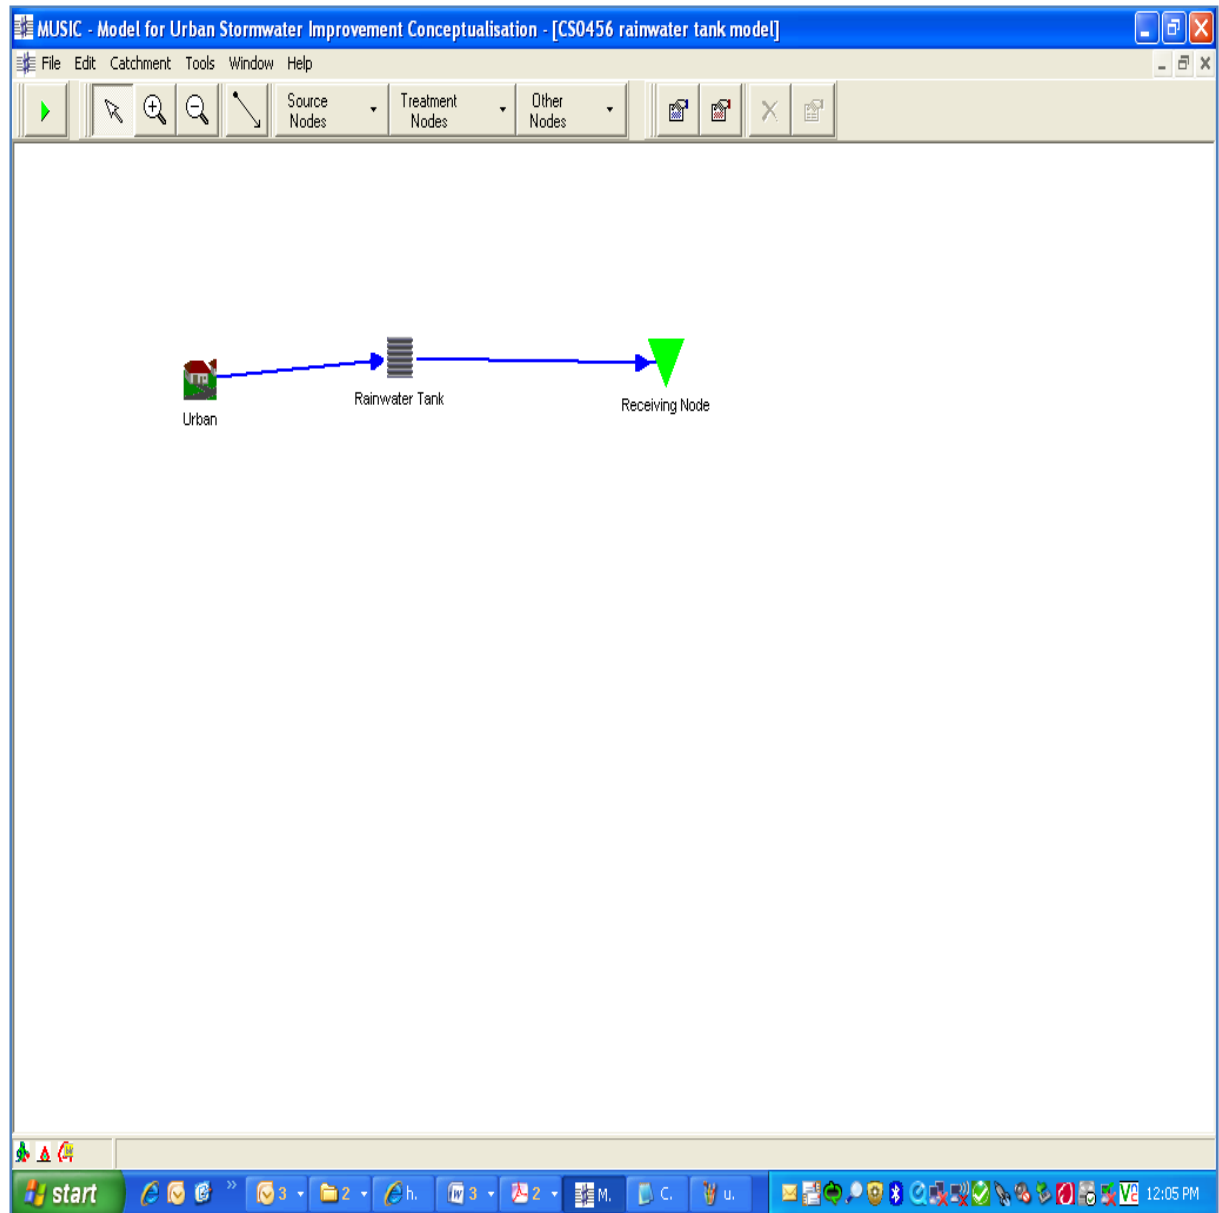 MUSIC - Model for Urban Stormwater Improvement Conceptualisation - [CS0456 rainwater tank model]
File Edit Catchment Tools Window Help
Source Nodes
Treatment Nodes
Other Nodes
Urban
Rainwater Tank
Receiving Node
start
3
2
h.
3
2
M.
C.
u.
12:05 PM